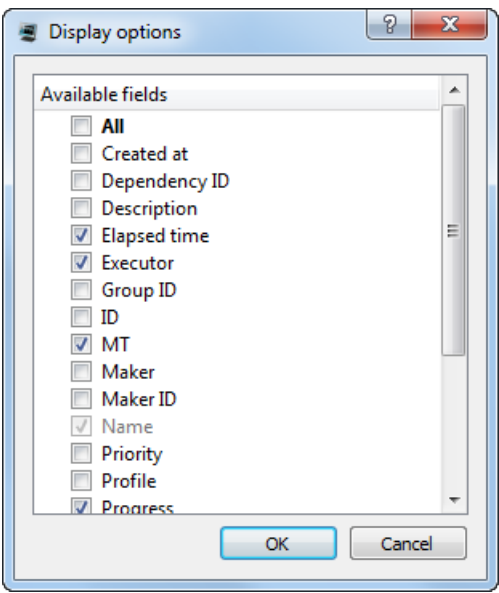 Display options
Available fields
All
Created at
Dependency ID
Description
Elapsed time
Executor
Group ID
ID
MT
Maker
Maker ID
Name
Priority
Profile
Progress
OK Cancel